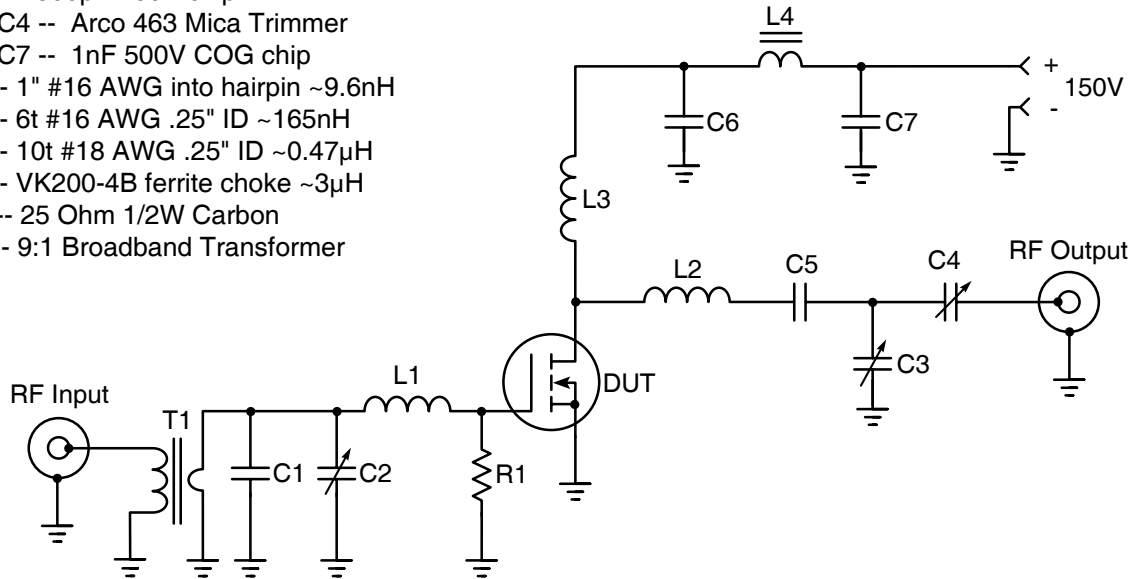 C4 -- Arco 463 Mica Trimmer
C7 -- 1nF 500V COG chip
- 1" #16 AWG into hairpin ~9.6nH
- 6t #16 AWG .25" ID ~165nH
- 10t #18 AWG .25" ID ~0.47µH
- VK200-4B ferrite choke ~3µH
-- 25 Ohm 1/2W Carbon
- 9:1 Broadband Transformer
L4
+
150V
-
C6
C7
L3
RF Output
L2
C5
C4
C3
DUT
L1
RF Input
T1
C1
C2
R1